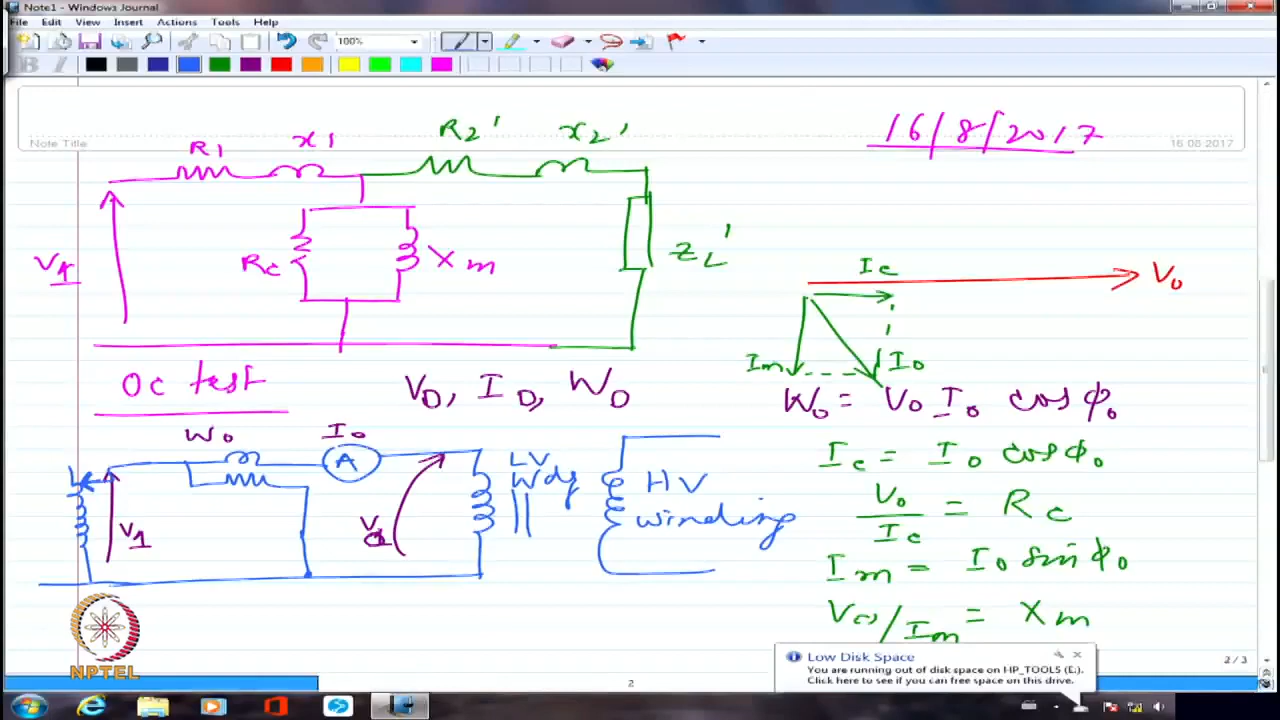 Note1 - Windows Journal
File Edit View Insert Actions Tools Help
100%
B I
16/8/2017
Note Title
16-08-2017
R1 x1 R2' x2'
V1
Rc Xm
ZL'
Ic
V0
Im
I0
OC test
V0, I0, W0
W0 = V0 I0 cos φ0
W0 I0
A
LV
Wdg
HV
winding
V1
Ic = I0 cos φ0
V0/Ic = Rc
Im = I0 sin φ0
V0/Im = Xm
NPTEL
Low Disk Space
You are running out of disk space on HP_TOOLS (E:).
Click here to see if you can free space on this drive.
2/3
2